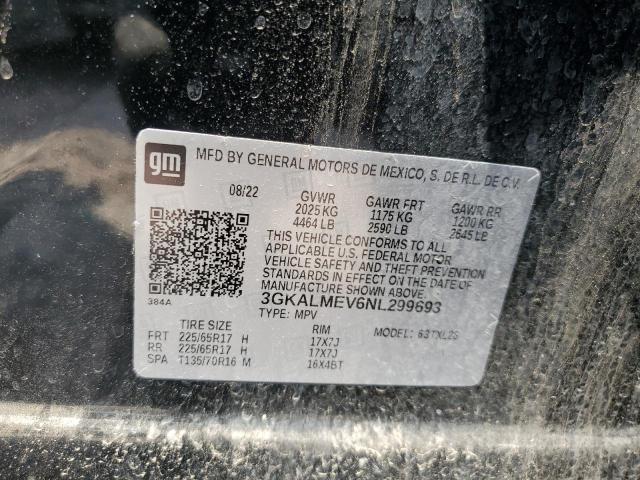 gm
MFD BY GENERAL MOTORS DE MEXICO, S. DE R.L. DE C.V.
08/22 GVWR GAWR FRT GAWR RR
2025 KG 1175 KG 1200 KG
4464 LB 2590 LB 2645 LB
THIS VEHICLE CONFORMS TO ALL
APPLICABLE U.S. FEDERAL MOTOR
VEHICLE SAFETY AND THEFT PREVENTION
STANDARDS IN EFFECT ON THE DATE OF
MANUFACTURE SHOWN ABOVE.
384A 3GKALMEV6NL299693
TYPE: MPV
TIRE SIZE RIM MODEL: 63TXL26
FRT 225/65R17 H 17X7J
RR 225/65R17 H 17X7J
SPA T135/70R16 M 16X4BT